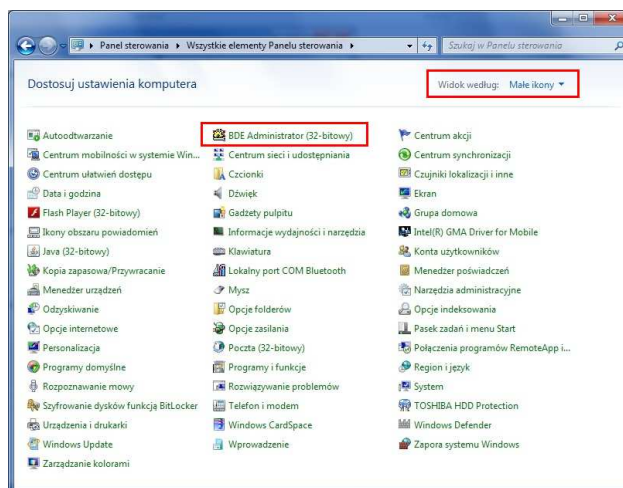 Panel sterowania
Wszystkie elementy Panelu sterowania
Szukaj w Panelu sterowania
Dostosuj ustawienia komputera
Widok według: Małe ikony
Autoodtwarzanie
BDE Administrator (32-bitowy)
Centrum akcji
Centrum mobilności w systemie Win...
Centrum sieci i udostępniania
Centrum synchronizacji
Centrum ułatwień dostępu
Czcionki
Czujniki lokalizacji i inne
Data i godzina
Dźwięk
Ekran
Flash Player (32-bitowy)
Gadżety pulpitu
Grupa domowa
Ikony obszaru powiadomień
Informacje wydajności i narzędzia
Intel(R) GMA Driver for Mobile
Java (32-bitowy)
Klawiatura
Konta użytkowników
Kopia zapasowa/Przywracanie
Lokalny port COM Bluetooth
Menedżer poświadczeń
Menedżer urządzeń
Mysz
Narzędzia administracyjne
Odzyskiwanie
Opcje folderów
Opcje indeksowania
Opcje internetowe
Opcje zasilania
Pasek zadań i menu Start
Personalizacja
Poczta (32-bitowy)
Połączenia programów RemoteApp i...
Programy domyślne
Programy i funkcje
Region i język
Rozpoznawanie mowy
Rozwiązywanie problemów
System
Szyfrowanie dysków funkcją BitLocker
Telefon i modem
TOSHIBA HDD Protection
Urządzenia i drukarki
Windows CardSpace
Windows Defender
Windows Update
Wprowadzenie
Zapora systemu Windows
Zarządzanie kolorami